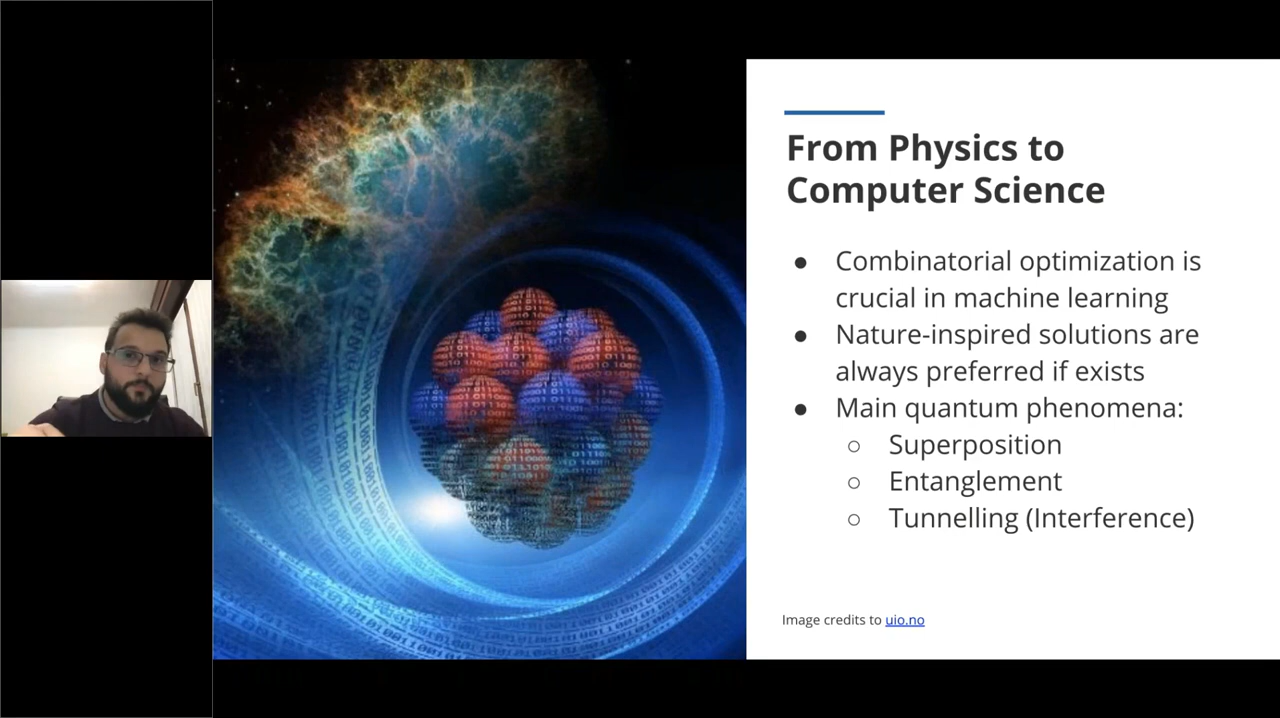 From Physics to
Computer Science
● Combinatorial optimization is
crucial in machine learning
● Nature-inspired solutions are
always preferred if exists
● Main quantum phenomena:
○ Superposition
○ Entanglement
○ Tunnelling (Interference)
Image credits to uio.no